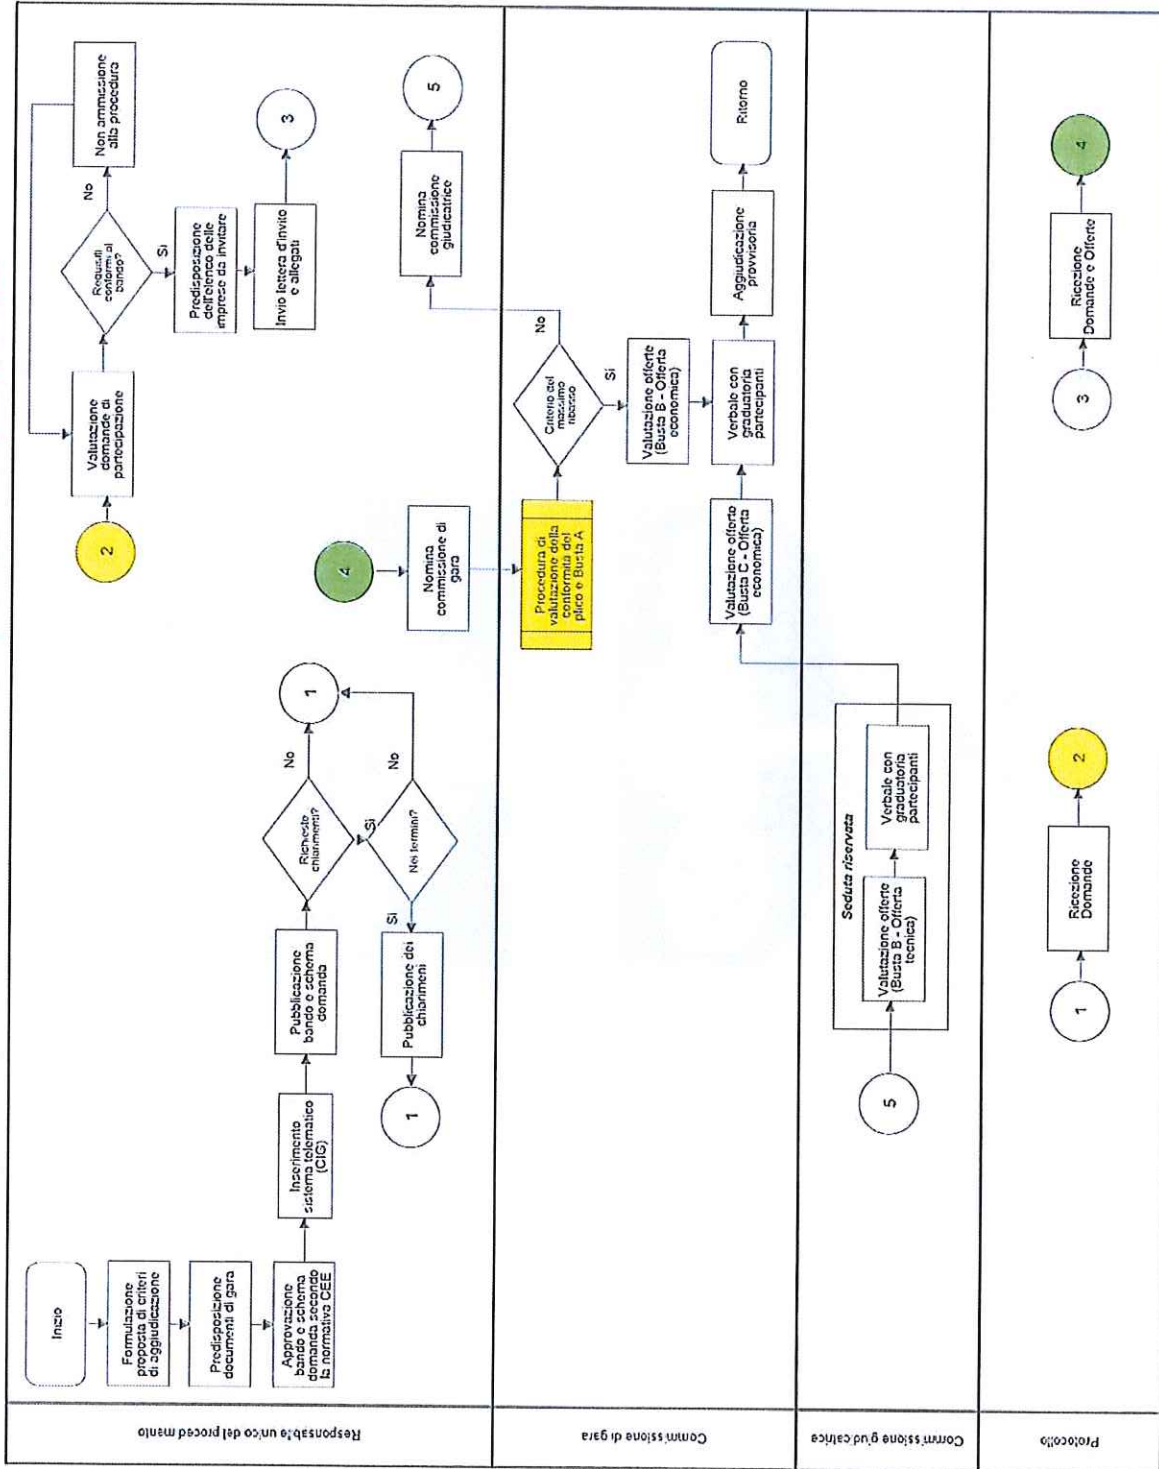 Responsabile unico del procedimento
Inizio
Formulazione
proposta di criteri
di aggiudicazione
Predisposizione
documenti di gara
Approvazione
bando e schema
domanda secondo
la normativa CEE
Inserimento
sistema telematico
(CIG)
Pubblicazione
bando e schema
domanda
Richieste
chiarimenti?
No
1
Si
Nei termini?
No
Si
Pubblicazione dei
chiarimeni
1
2
Valutazione
domande di
partecipazione
Requisiti
conformi al
bando?
No
Non ammissione
alla procedura
Si
Predisposizione
dell'elenco delle
imprese da invitare
Invio lettera d'invito
e allegati
3
4
Nomina
commissione di
gara
Nomina
commissione
giudicatrice
5
Commissione di gara
Procedura di
valutazione della
conformità del
plico e Busta A
Criterio del
massimo
ribasso
No
Si
Valutazione offerte
(Busta B - Offerta
economica)
Valutazione offerte
(Busta C - Offerta
economica)
Verbale con
graduatoria
partecipanti
Aggiudicazione
provvisoria
Ritorno
Commissione giudicatrice
5
Seduta riservata
Valutazione offerte
(Busta B - Offerta
tecnica)
Verbale con
graduatoria
partecipanti
Protocollo
1
Ricezione
Domande
2
3
Ricezione
Domande e Offerte
4